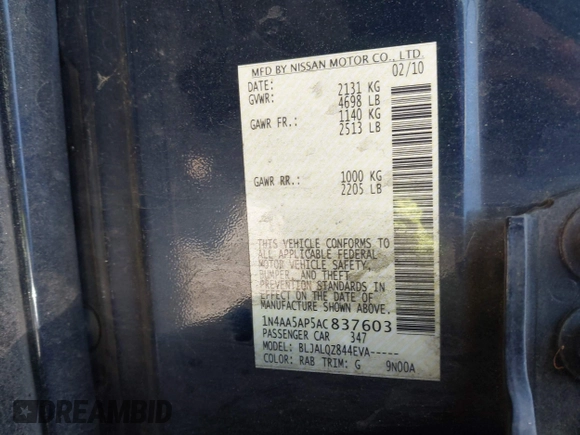 MFD BY NISSAN MOTOR CO., LTD.
DATE: 02/10
GVWR: 2131 KG
4698 LB
GAWR FR.: 1140 KG
2513 LB
GAWR RR.: 1000 KG
2205 LB
THIS VEHICLE CONFORMS TO
ALL APPLICABLE FEDERAL
MOTOR VEHICLE SAFETY,
BUMPER, AND THEFT
PREVENTION STANDARDS IN
EFFECT ON THE DATE OF
MANUFACTURE SHOWN ABOVE.
1N4AA5AP5AC837603
PASSENGER CAR 347
MODEL: BLJALQZ844EVA-----
COLOR: RAB TRIM: G 9N00A
DREAMBID